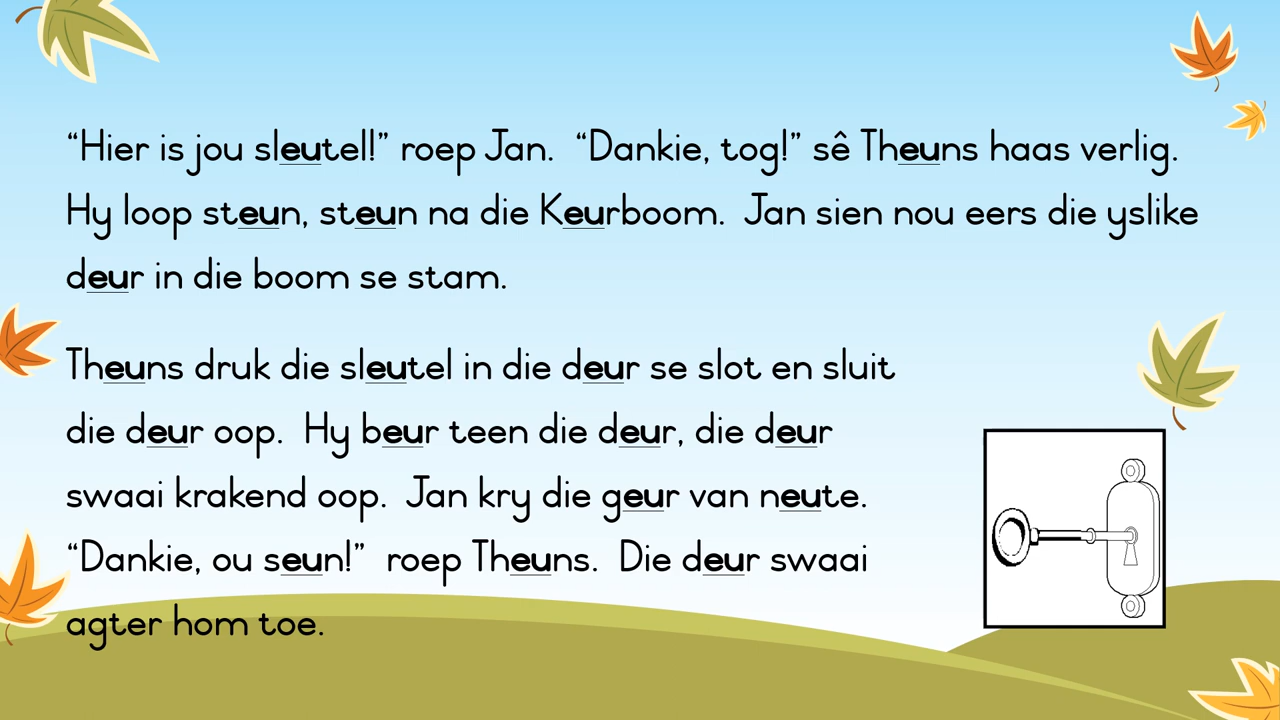 “Hier is jou sleutel!” roep Jan.  “Dankie, tog!” sê Theuns haas verlig.
Hy loop steun, steun na die Keurboom.  Jan sien nou eers die yslike
deur in die boom se stam.
Theuns druk die sleutel in die deur se slot en sluit
die deur oop.  Hy beur teen die deur, die deur
swaai krakend oop.  Jan kry die geur van neute.
“Dankie, ou seun!”  roep Theuns.  Die deur swaai
agter hom toe.